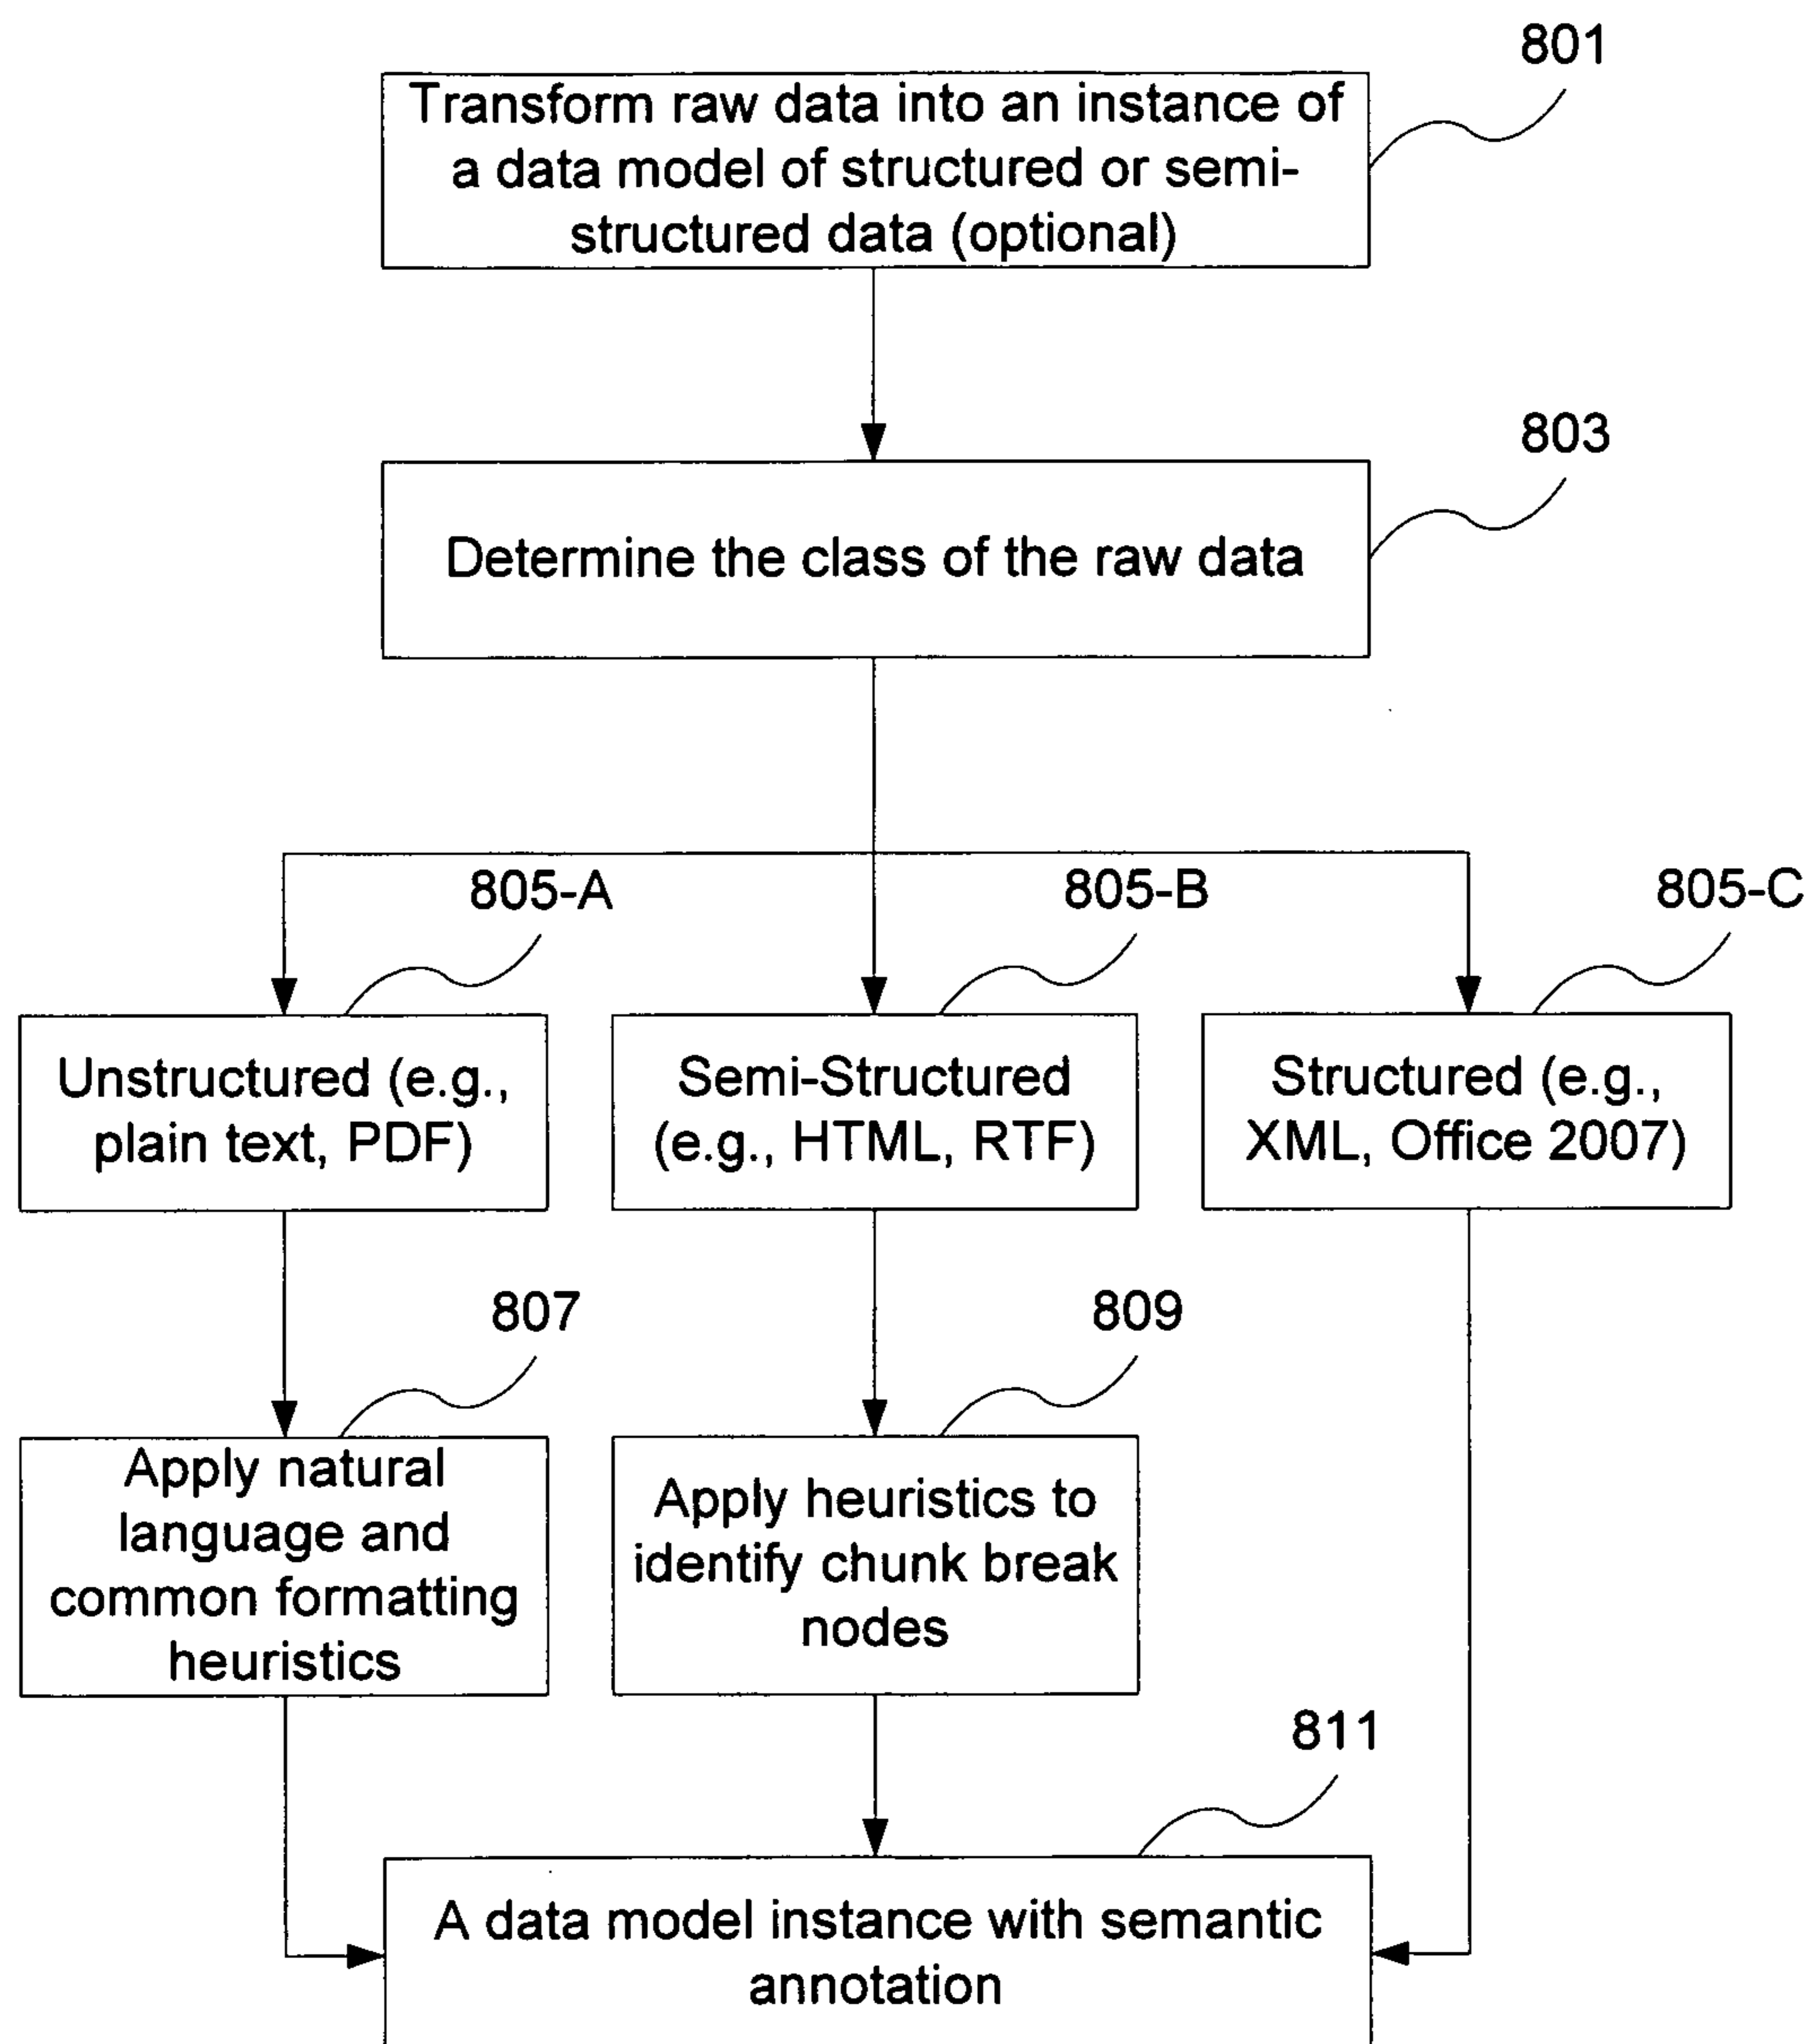 801
Transform raw data into an instance of
a data model of structured or semi-
structured data (optional)
803
Determine the class of the raw data
805-A
805-B
805-C
Unstructured (e.g.,
plain text, PDF)
Semi-Structured
(e.g., HTML, RTF)
Structured (e.g.,
XML, Office 2007)
807
809
Apply natural
language and
common formatting
heuristics
Apply heuristics to
identify chunk break
nodes
811
A data model instance with semantic
annotation